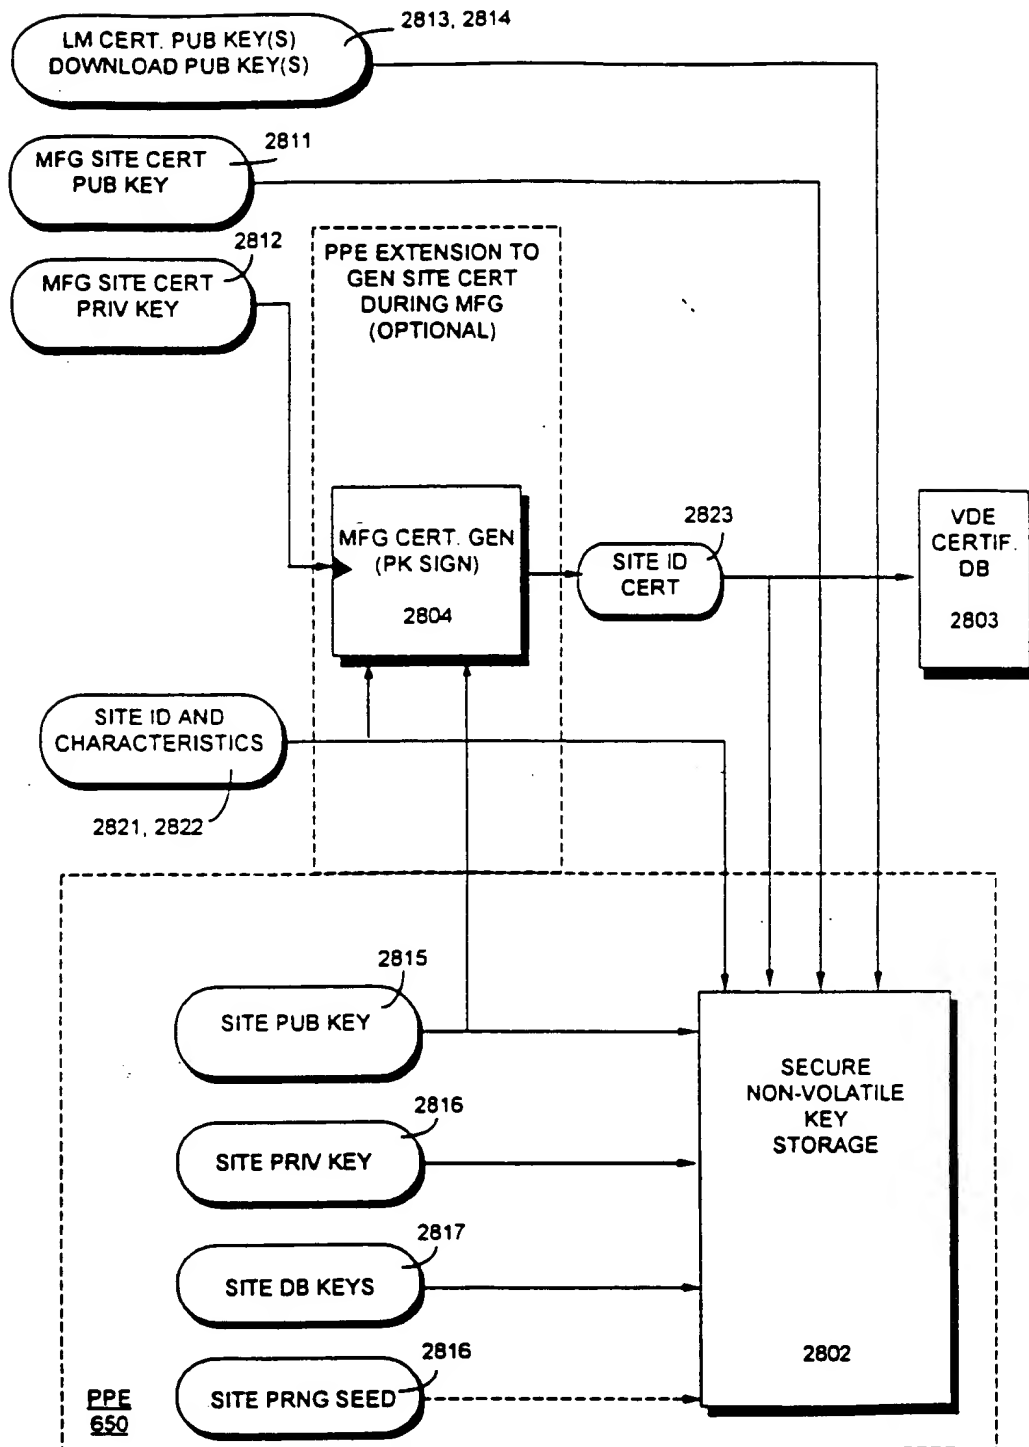 2813, 2814
LM CERT. PUB KEY(S)
DOWNLOAD PUB KEY(S)
2811
MFG SITE CERT
PUB KEY
2812
MFG SITE CERT
PRIV KEY
PPE EXTENSION TO
GEN SITE CERT
DURING MFG
(OPTIONAL)
MFG CERT. GEN
(PK SIGN)
2804
2823
SITE ID
CERT
VDE
CERTIF.
DB
2803
SITE ID AND
CHARACTERISTICS
2821, 2822
2815
SITE PUB KEY
2816
SITE PRIV KEY
2817
SITE DB KEYS
2816
SITE PRNG SEED
SECURE
NON-VOLATILE
KEY
STORAGE
2802
PPE
650